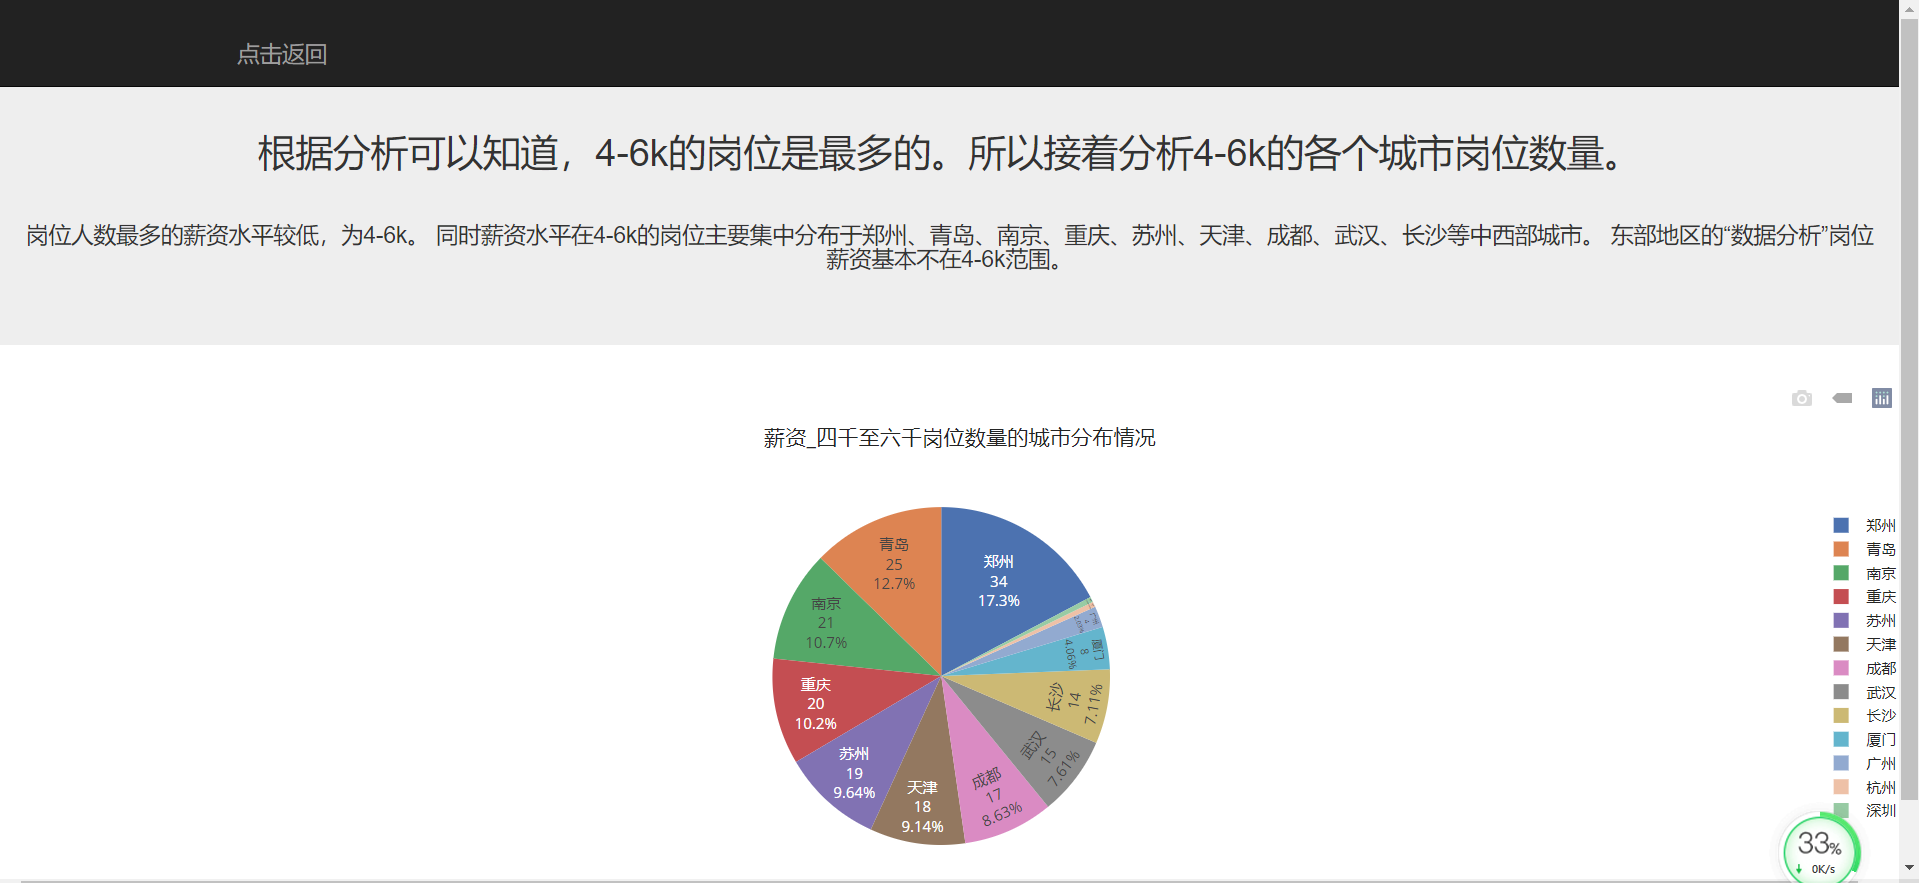 点击返回
根据分析可以知道，4-6k的岗位是最多的。所以接着分析4-6k的各个城市岗位数量。
岗位人数最多的薪资水平较低，为4-6k。 同时薪资水平在4-6k的岗位主要集中分布于郑州、青岛、南京、重庆、苏州、天津、成都、武汉、长沙等中西部城市。 东部地区的“数据分析”岗位
薪资基本不在4-6k范围。
薪资_四千至六千岗位数量的城市分布情况
郑州
34
17.3%
青岛
25
12.7%
南京
21
10.7%
重庆
20
10.2%
苏州
19
9.64%
天津
18
9.14%
成都
17
8.63%
武汉
15
7.61%
长沙
14
7.11%
厦门
8
4.06%
广州
4
2.03%
郑州
青岛
南京
重庆
苏州
天津
成都
武汉
长沙
厦门
广州
杭州
深圳
33%
0K/s